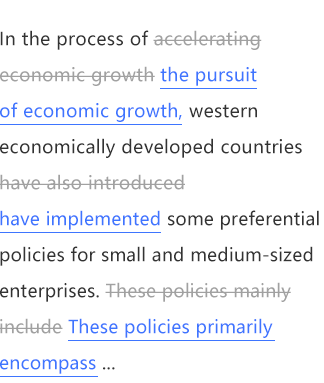 In the process of accelerating
economic growth the pursuit
of economic growth, western
economically developed countries
have also introduced
have implemented some preferential
policies for small and medium-sized
enterprises. These policies mainly
include These policies primarily
encompass ...